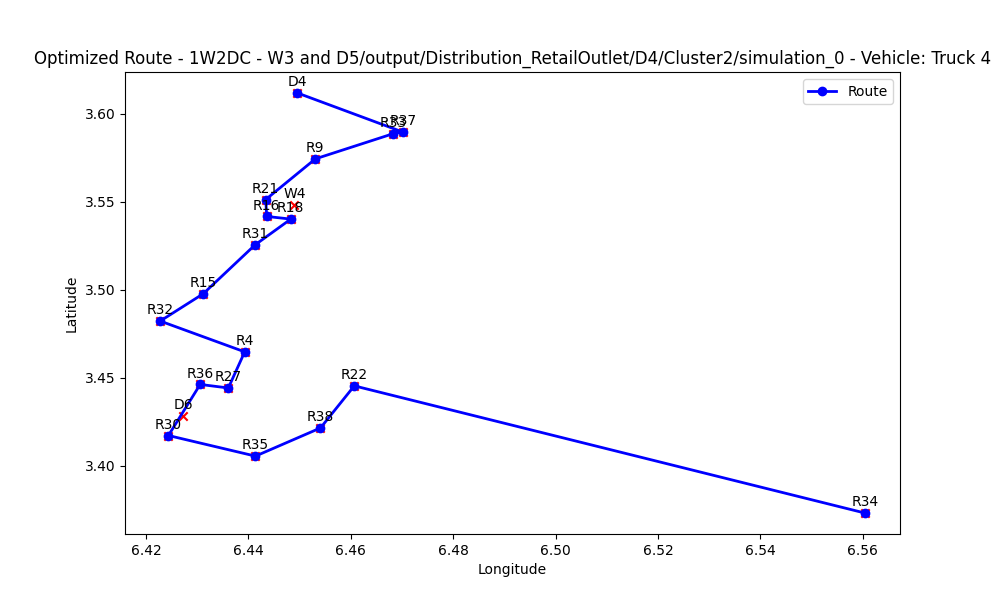 Optimized Route - 1W2DC - W3 and D5/output/Distribution_RetailOutlet/D4/Cluster2/simulation_0 - Vehicle: Truck 4
Route
D4
R33
R37
R9
R21
W4
R16
R18
R31
R15
R32
R4
R36
R27
R22
D6
R30
R38
R35
R34
3.60
3.55
3.50
3.45
3.40
Latitude
6.42
6.44
6.46
6.48
6.50
6.52
6.54
6.56
Longitude